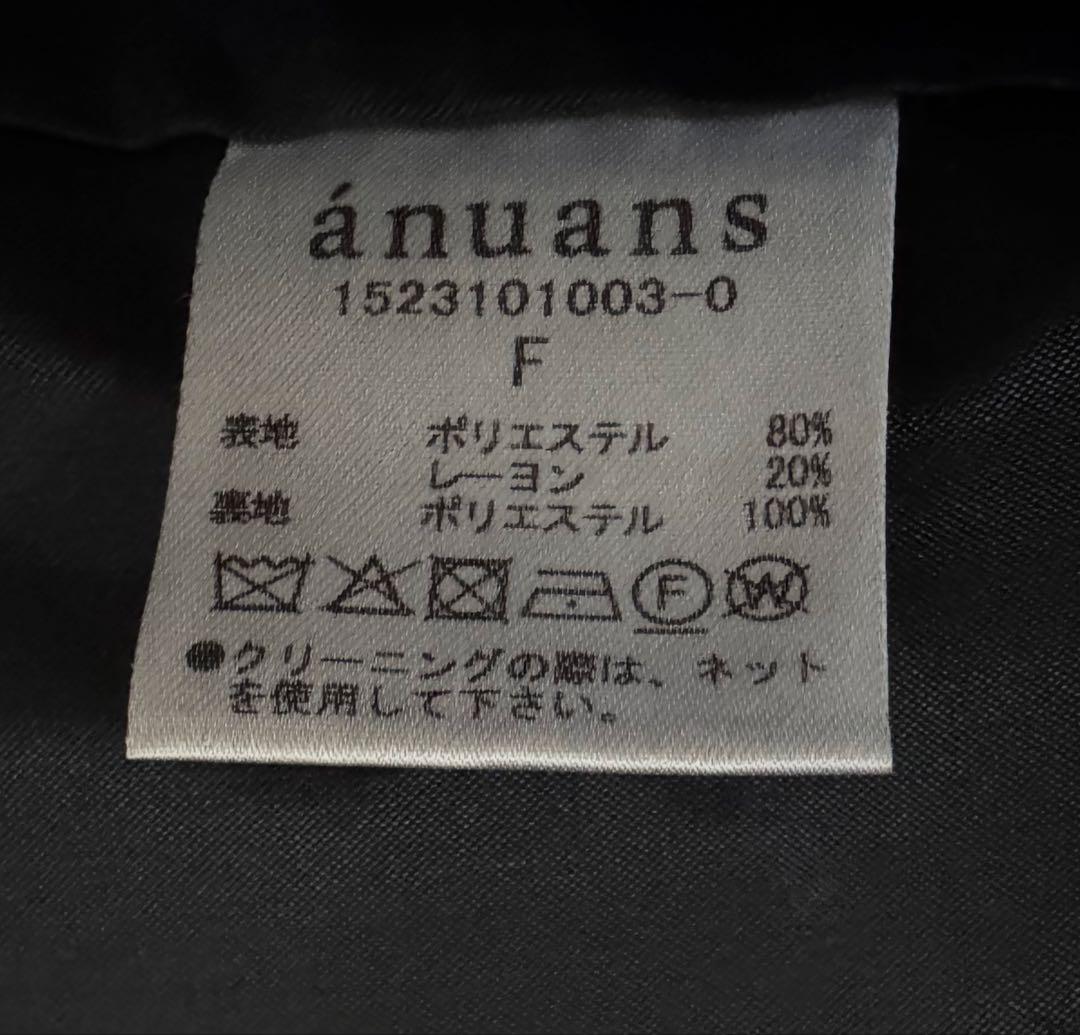 ánuans
1523101003-0
F
表地 ポリエステル 80%
レーヨン 20%
裏地 ポリエステル 100%
F W
●クリーニングの際は、ネット
を使用して下さい。